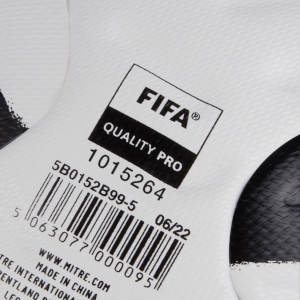 FIFA®
QUALITY PRO
1015264
5B0152B99-5 06/22
5 063077 000095
WWW.MITRE.COM
MADE IN CHINA